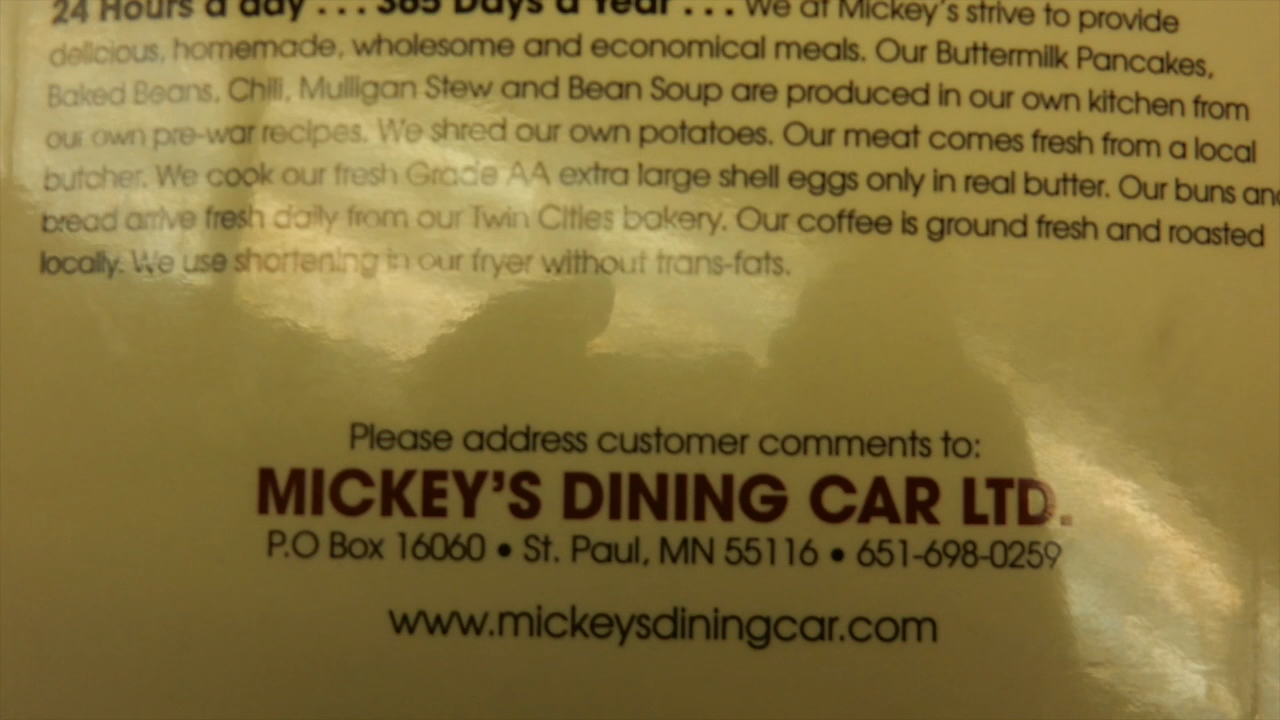 24 Hours a day . . . 365 Days a Year . . . We at Mickey's strive to provide
delicious, homemade, wholesome and economical meals. Our Buttermilk Pancakes,
Baked Beans, Chili, Mulligan Stew and Bean Soup are produced in our own kitchen from
our own pre-war recipes. We shred our own potatoes. Our meat comes fresh from a local
butcher. We cook our fresh Grade AA extra large shell eggs only in real butter. Our buns and
bread arrive fresh daily from our Twin Cities bakery. Our coffee is ground fresh and roasted
locally. We use shortening in our fryer without trans-fats.
Please address customer comments to:
MICKEY'S DINING CAR LTD.
P.O Box 16060 • St. Paul, MN 55116 • 651-698-0259
www.mickeysdiningcar.com